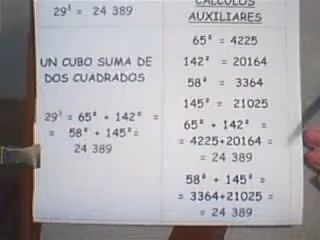 29³ = 24 389
UN CUBO SUMA DE
DOS CUADRADOS
29³ = 65² + 142² =
= 58² + 145² =
24 389
CÁLCULOS
AUXILIARES
65² = 4225
142² = 20164
58² = 3364
145² = 21025
65² + 142² =
= 4225+20164 =
= 24 389
58² + 145² =
= 3364+21025 =
= 24 389